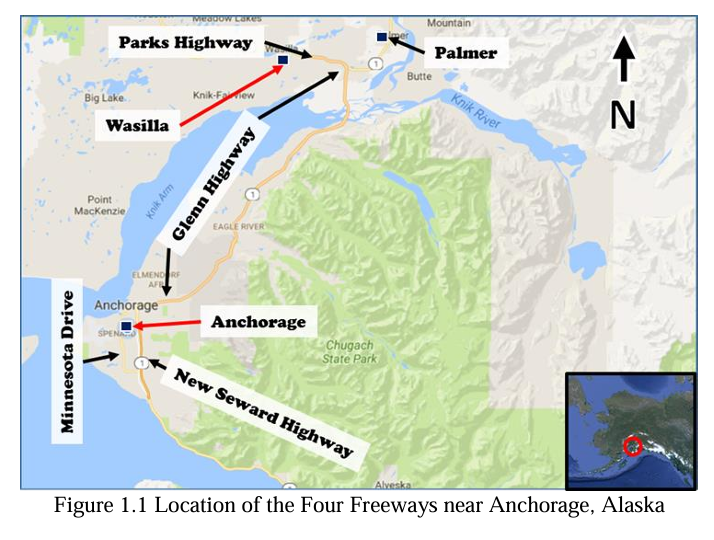 Meadow Lakes
Mountain
Parks Highway
Wasilla
Palmer
1
Butte
Big Lake
Knik-Fairview
Knik River
N
Wasilla
Glenn Highway
Point
MacKenzie
Knik Arm
1
EAGLE RIVER
ELMENDORF
AFB
Anchorage
Minnesota Drive
Anchorage
Chugach
State Park
1
New Seward Highway
Alyeska
Figure 1.1 Location of the Four Freeways near Anchorage, Alaska